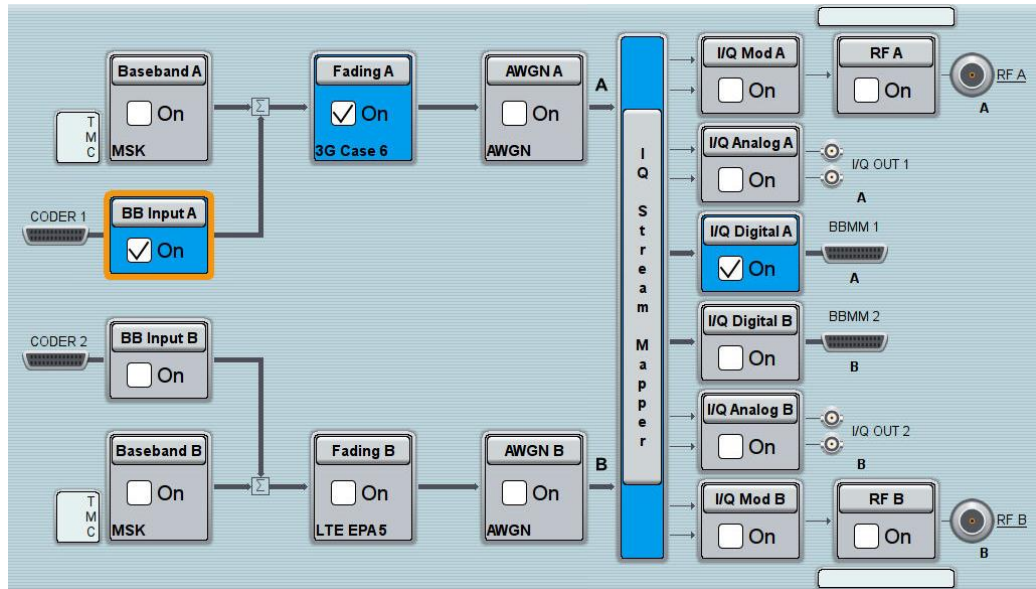 Baseband A
On
MSK
T
M
C
Fading A
On
3G Case 6
AWGN A
On
AWGN
A
I/Q Mod A
On
RF A
On
RF A
A
I/Q Analog A
On
I/Q OUT 1
A
CODER 1
BB Input A
On
I/Q Digital A
On
BBMM 1
A
IQ Stream Mapper
CODER 2
BB Input B
On
I/Q Digital B
On
BBMM 2
B
I/Q Analog B
On
I/Q OUT 2
B
Baseband B
On
MSK
T
M
C
Fading B
On
LTE EPA 5
AWGN B
On
AWGN
B
I/Q Mod B
On
RF B
On
RF B
B
Σ
Σ